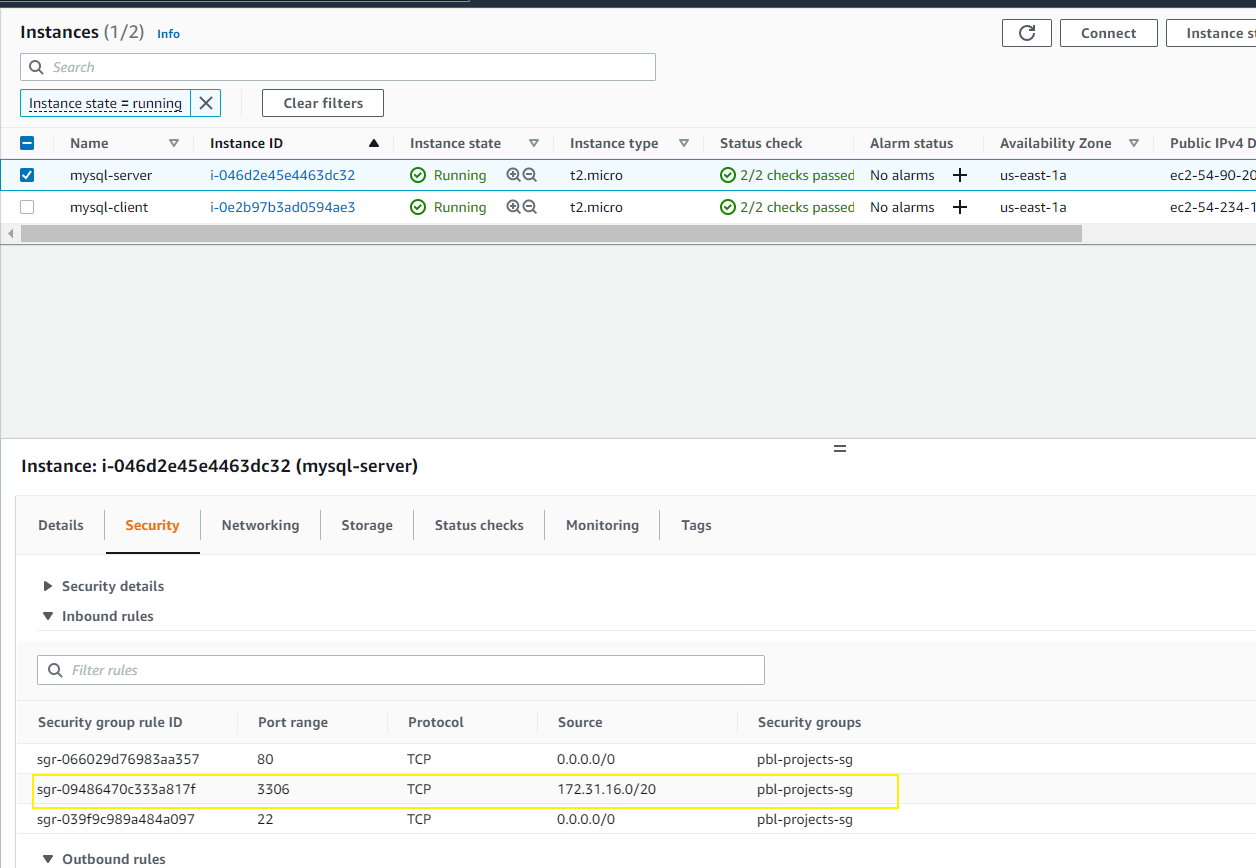 Instances (1/2) Info
Connect
Search
Instance state = running
Clear filters
Name Instance ID Instance state Instance type Status check Alarm status Availability Zone Public IPv4 D
mysql-server i-046d2e45e4463dc32 Running t2.micro 2/2 checks passed No alarms us-east-1a ec2-54-90-20
mysql-client i-0e2b97b3ad0594ae3 Running t2.micro 2/2 checks passed No alarms us-east-1a ec2-54-234-1
Instance: i-046d2e45e4463dc32 (mysql-server)
Details Security Networking Storage Status checks Monitoring Tags
Security details
Inbound rules
Filter rules
Security group rule ID Port range Protocol Source Security groups
sgr-066029d76983aa357 80 TCP 0.0.0.0/0 pbl-projects-sg
sgr-09486470c333a817f 3306 TCP 172.31.16.0/20 pbl-projects-sg
sgr-039f9c989a484a097 22 TCP 0.0.0.0/0 pbl-projects-sg
Outbound rules